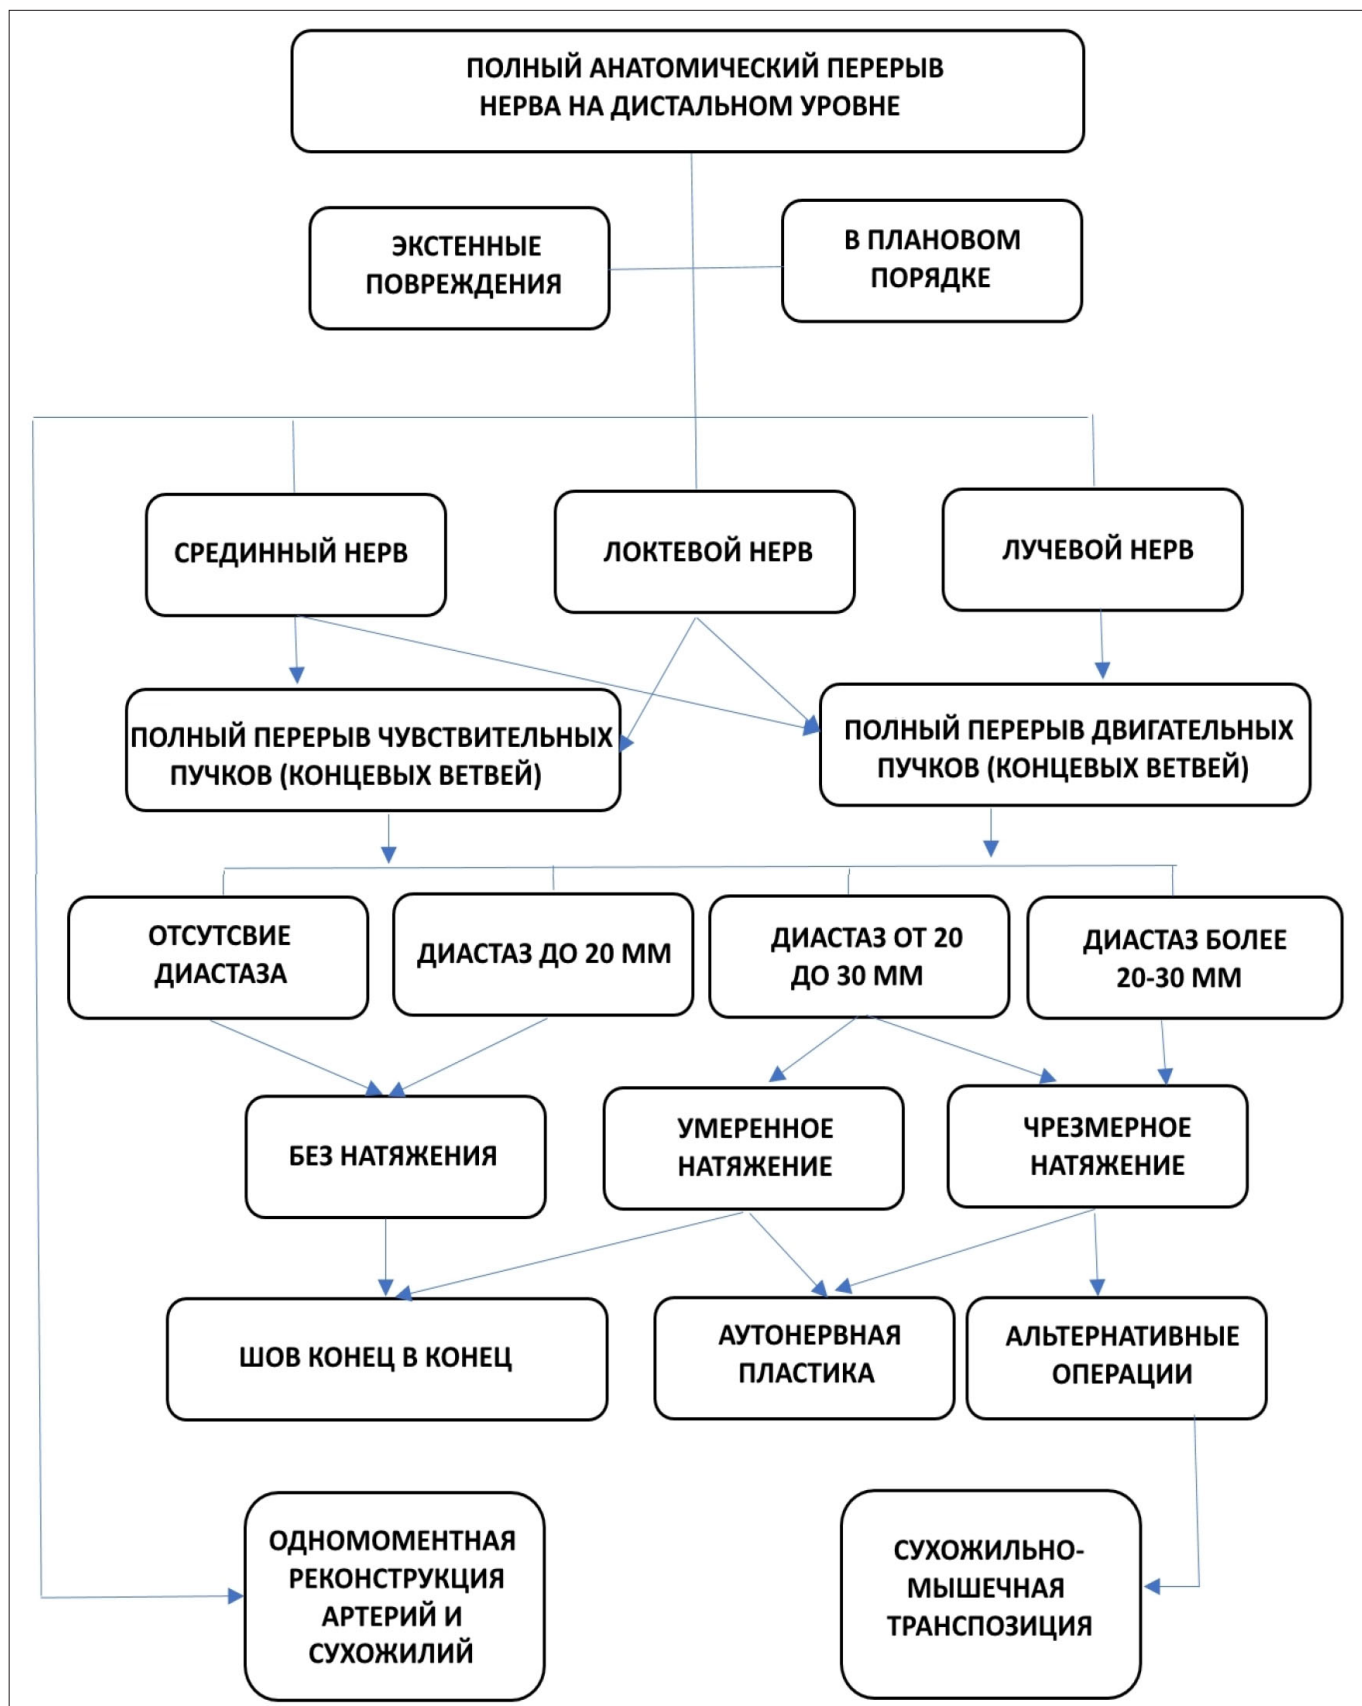 ПОЛНЫЙ АНАТОМИЧЕСКИЙ ПЕРЕРЫВ
НЕРВА НА ДИСТАЛЬНОМ УРОВНЕ
ЭКСТЕННЫЕ
ПОВРЕЖДЕНИЯ
В ПЛАНОВОМ
ПОРЯДКЕ
СРЕДИННЫЙ НЕРВ
ЛОКТЕВОЙ НЕРВ
ЛУЧЕВОЙ НЕРВ
ПОЛНЫЙ ПЕРЕРЫВ ЧУВСТВИТЕЛЬНЫХ
ПУЧКОВ (КОНЦЕВЫХ ВЕТВЕЙ)
ПОЛНЫЙ ПЕРЕРЫВ ДВИГАТЕЛЬНЫХ
ПУЧКОВ (КОНЦЕВЫХ ВЕТВЕЙ)
ОТСУТСВИЕ
ДИАСТАЗА
ДИАСТАЗ ДО 20 ММ
ДИАСТАЗ ОТ 20
ДО 30 ММ
ДИАСТАЗ БОЛЕЕ
20-30 ММ
БЕЗ НАТЯЖЕНИЯ
УМЕРЕННОЕ
НАТЯЖЕНИЕ
ЧРЕЗМЕРНОЕ
НАТЯЖЕНИЕ
ШОВ КОНЕЦ В КОНЕЦ
АУТОНЕРВНАЯ
ПЛАСТИКА
АЛЬТЕРНАТИВНЫЕ
ОПЕРАЦИИ
ОДНОМОМЕНТНАЯ
РЕКОНСТРУКЦИЯ
АРТЕРИЙ И
СУХОЖИЛИЙ
СУХОЖИЛЬНО-
МЫШЕЧНАЯ
ТРАНСПОЗИЦИЯ